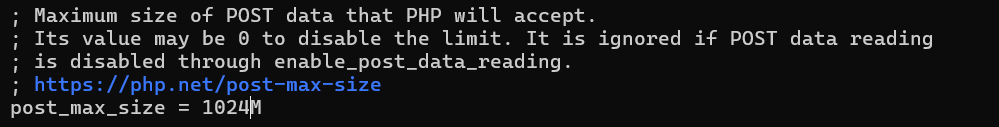 ; Maximum size of POST data that PHP will accept.
; Its value may be 0 to disable the limit. It is ignored if POST data reading
; is disabled through enable_post_data_reading.
; https://php.net/post-max-size
post_max_size = 1024M